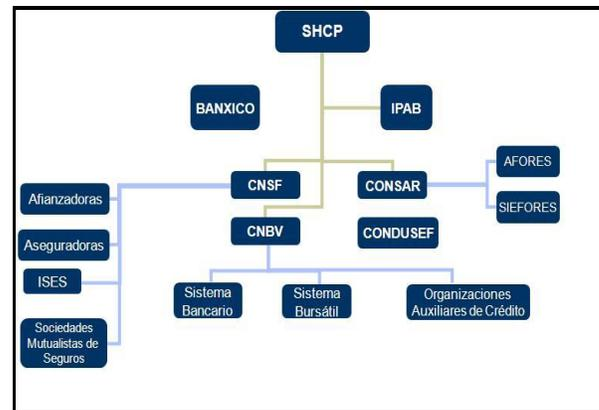 SHCP
BANXICO
IPAB
CNSF
CONSAR
AFORES
SIEFORES
Afianzadoras
Aseguradoras
ISES
Sociedades
Mutualistas de
Seguros
CNBV
CONDUSEF
Sistema
Bancario
Sistema
Bursátil
Organizaciones
Auxiliares de Crédito